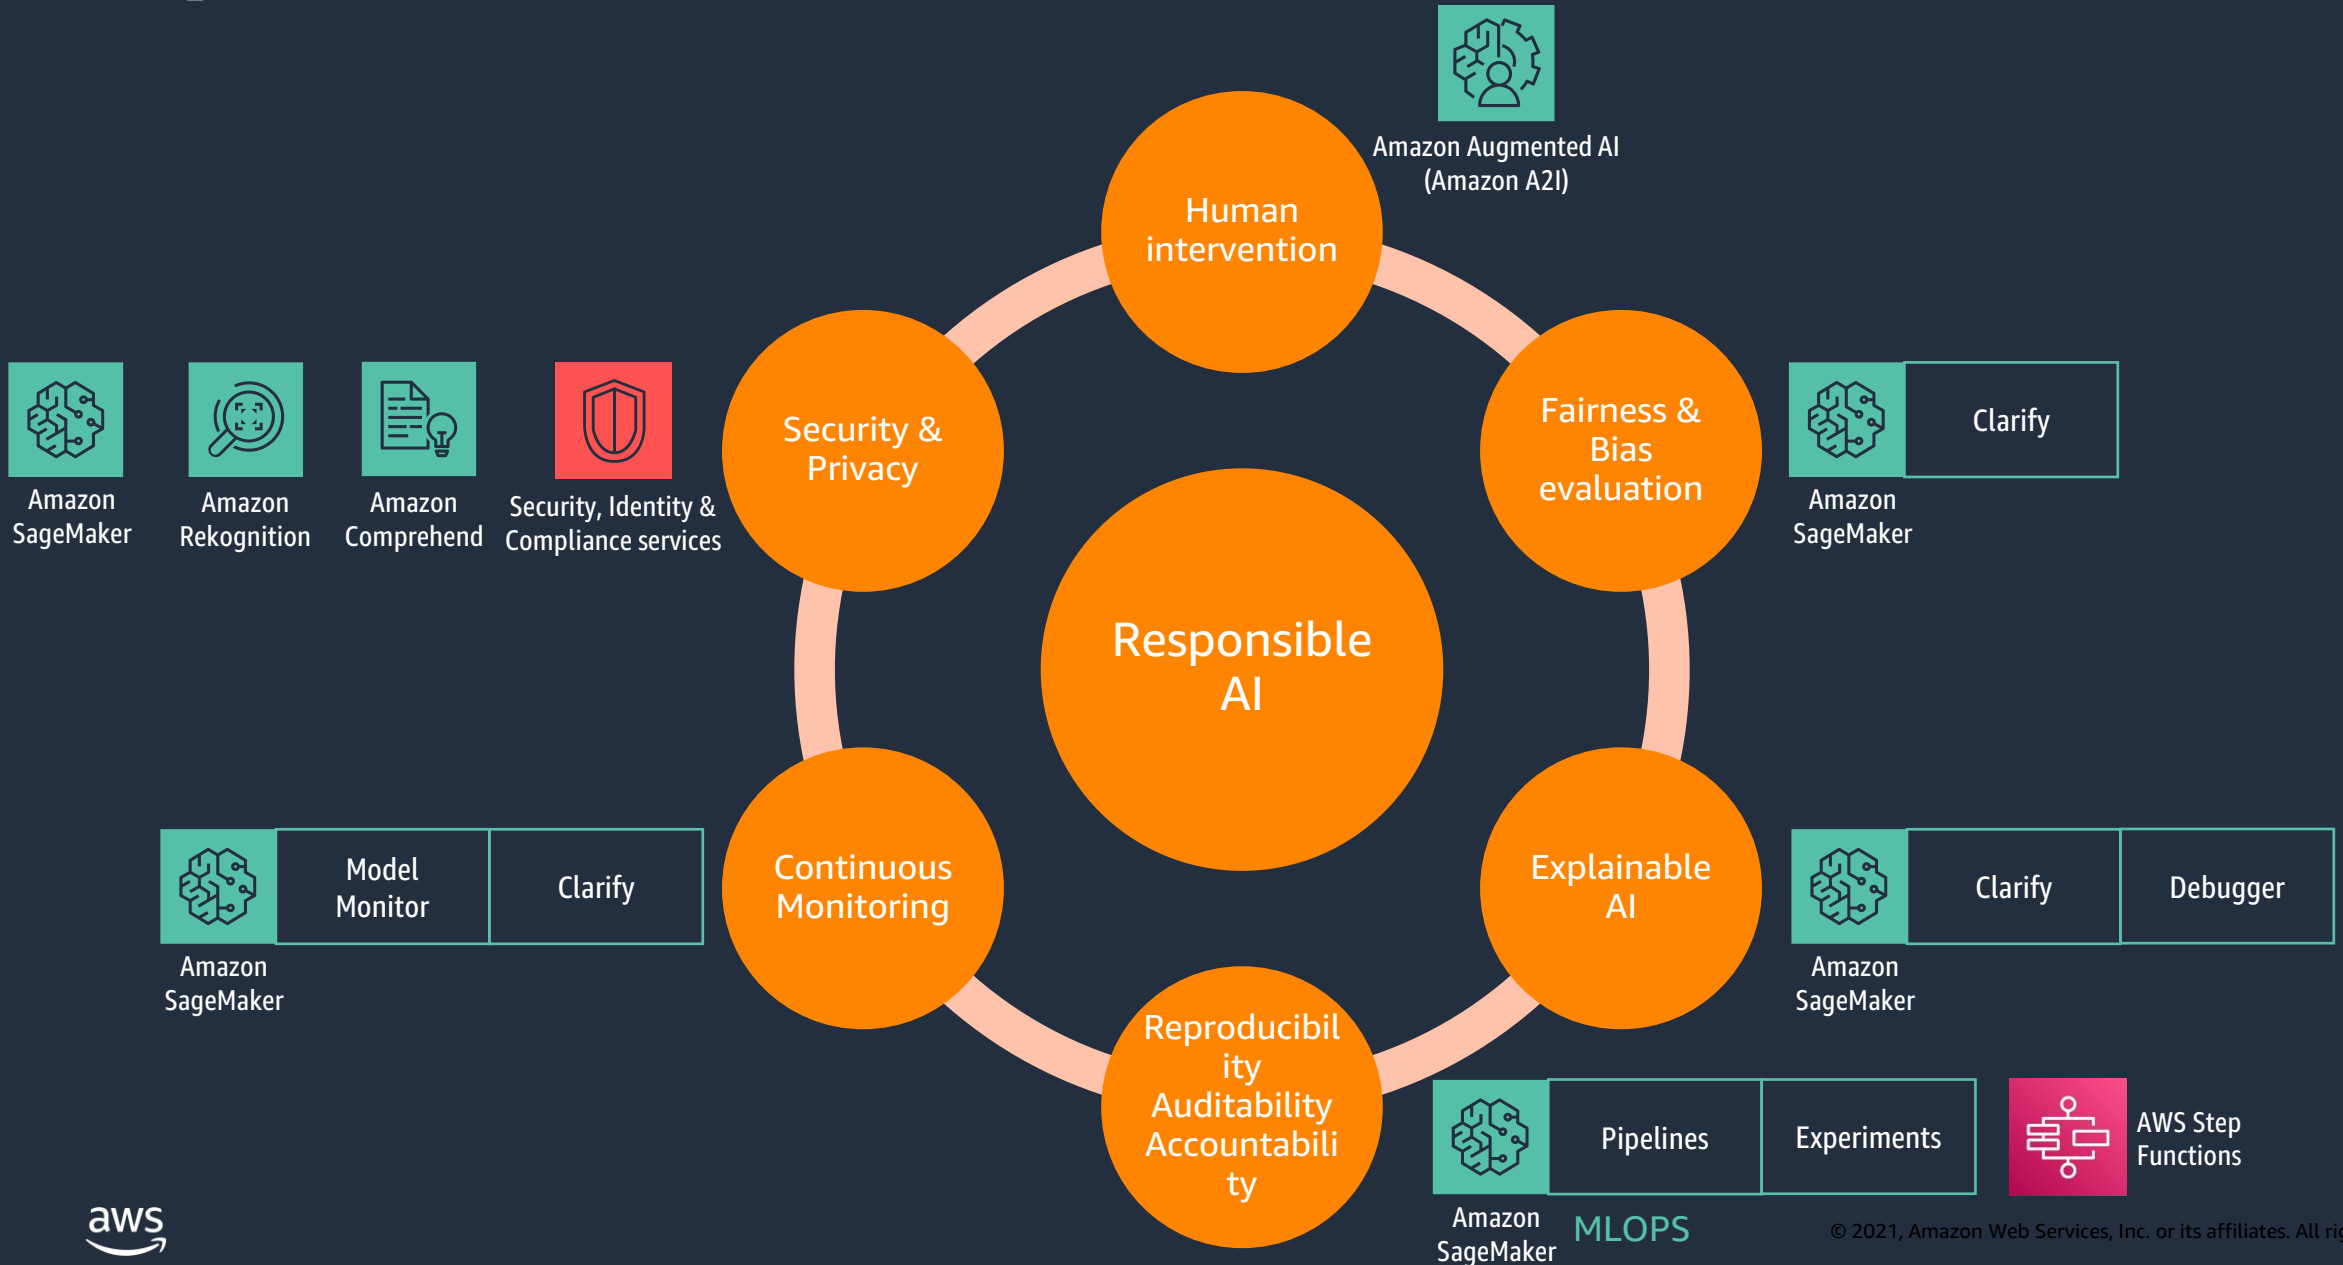 Amazon Augmented AI
(Amazon A2I)
Human
intervention
Security &
Privacy
Fairness &
Bias
evaluation
Clarify
Amazon
SageMaker
Amazon
Rekognition
Amazon
Comprehend
Security, Identity &
Compliance services
Amazon
SageMaker
Responsible
AI
Model
Monitor
Clarify
Amazon
SageMaker
Continuous
Monitoring
Explainable
AI
Clarify
Debugger
Amazon
SageMaker
Reproducibil
ity
Auditability
Accountabili
ty
Pipelines
Experiments
AWS Step
Functions
Amazon
SageMaker
MLOPS
aws
© 2021, Amazon Web Services, Inc. or its affiliates. All